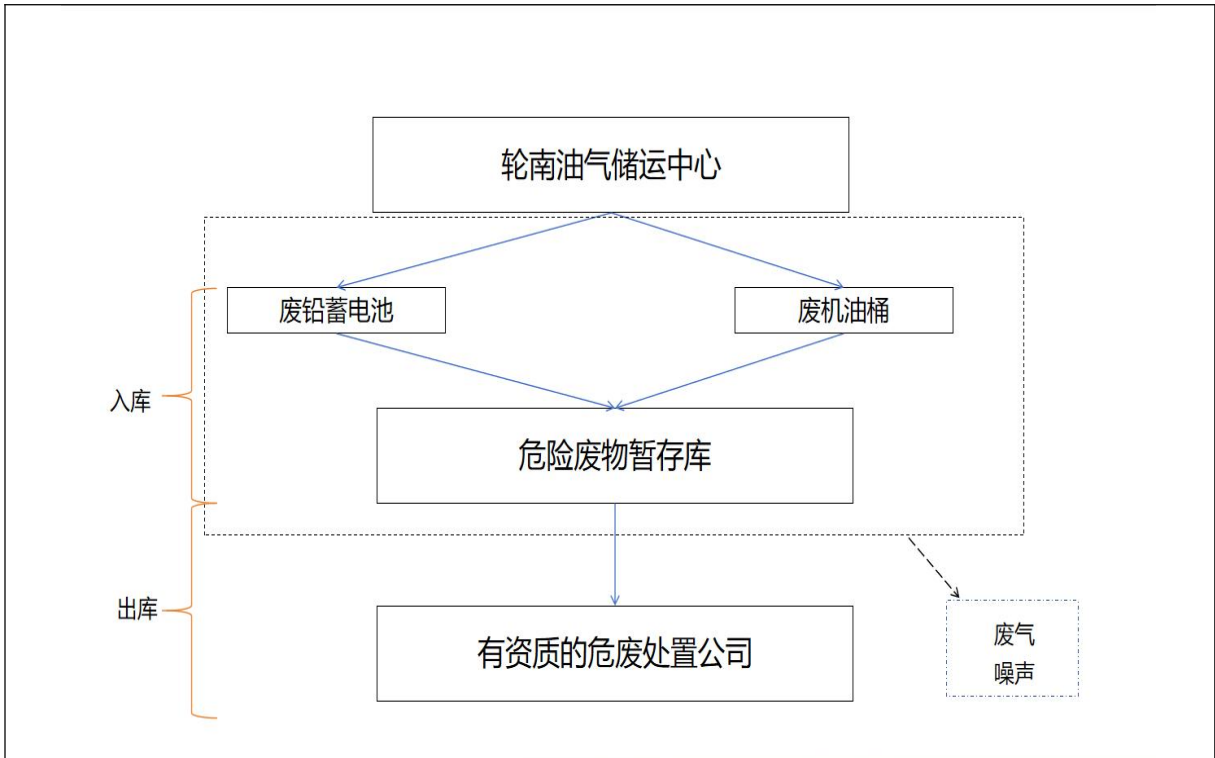 轮南油气储运中心
废铅蓄电池
废机油桶
入库
危险废物暂存库
出库
有资质的危废处置公司
废气
噪声